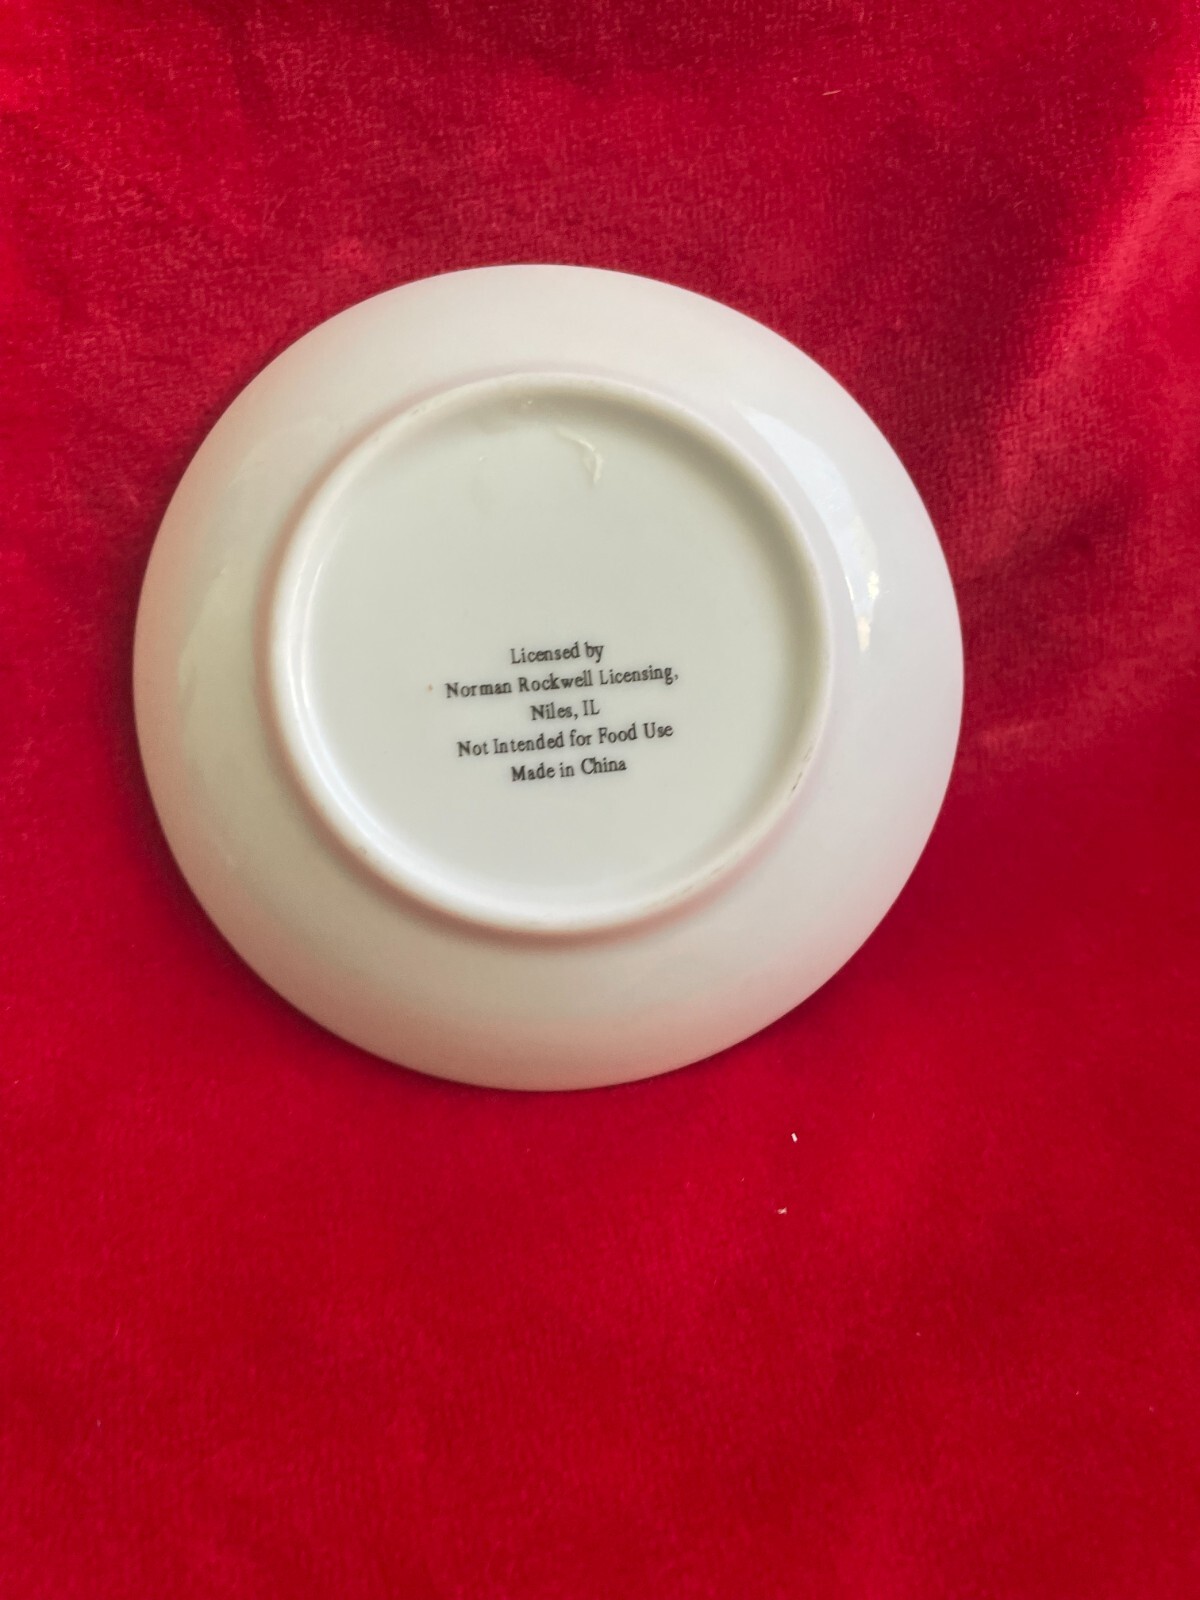 Licensed by
Norman Rockwell Licensing,
Niles, IL
Not Intended for Food Use
Made in China